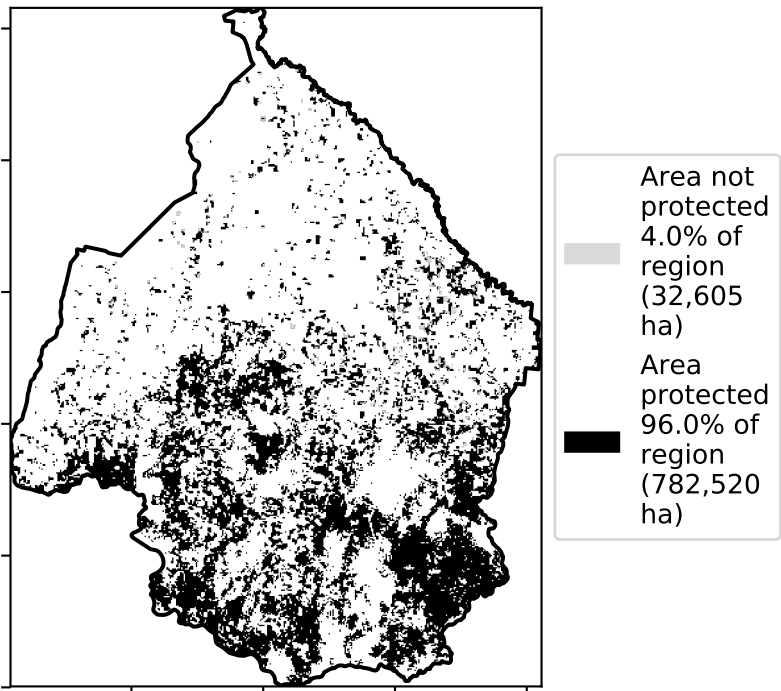 Area not
protected
4.0% of
region
(32,605
ha)
Area
protected
96.0% of
region
(782,520
ha)